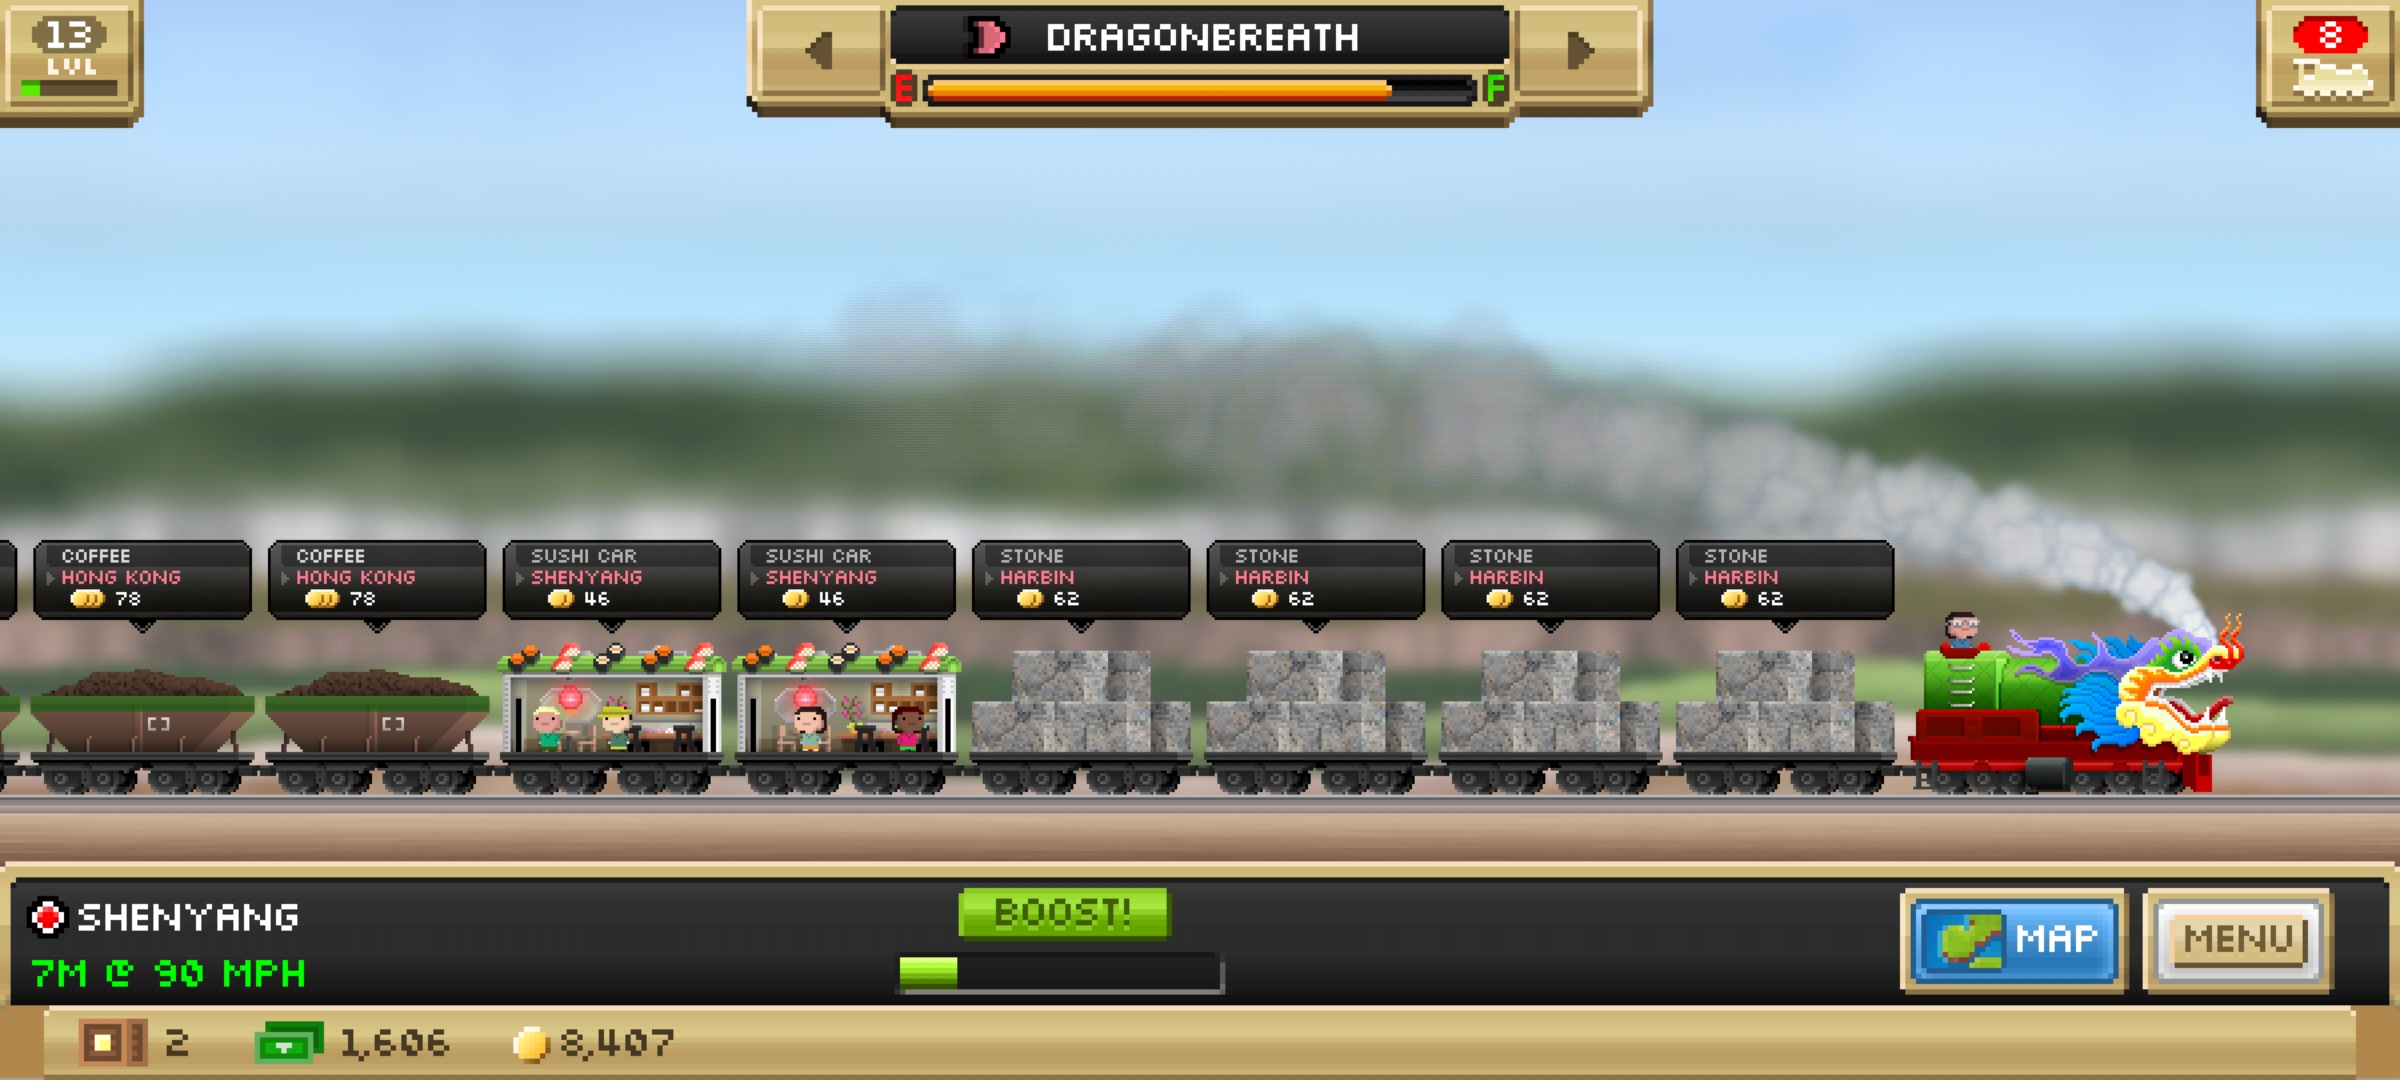 13
LVL
DRAGONBREATH
E F
8
COFFEE
HONG KONG
78
COFFEE
HONG KONG
78
SUSHI CAR
SHENYANG
46
SUSHI CAR
SHENYANG
46
STONE
HARBIN
62
STONE
HARBIN
62
STONE
HARBIN
62
STONE
HARBIN
62
SHENYANG
7M @ 90 MPH
BOOST!
MAP
MENU
2 1,606 8,407